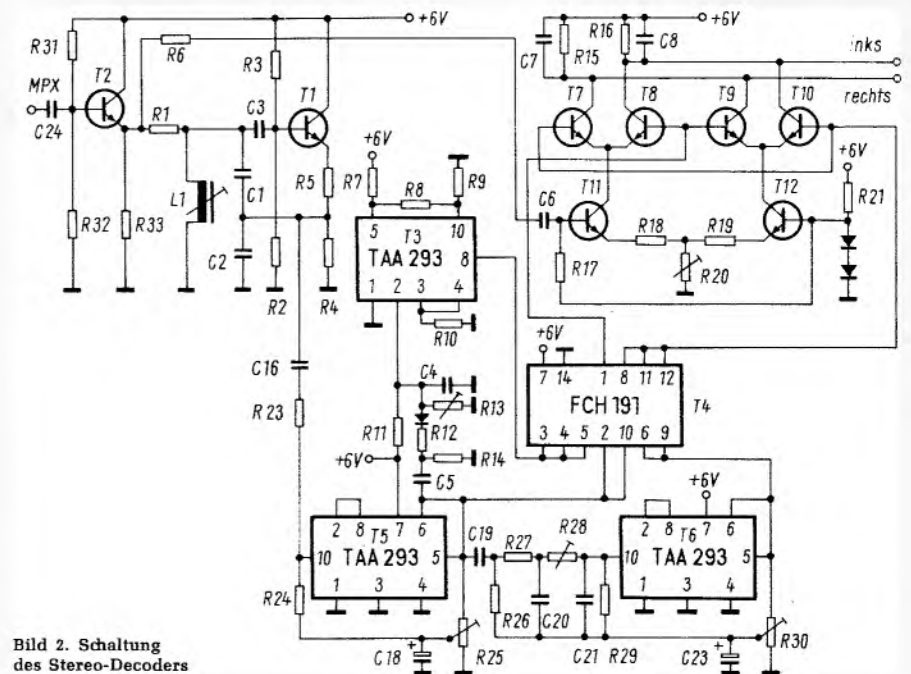 +6V
+6V
R31
R6
R3
T2
T1
MPX
C24
R1
C3
C7
R15
R16
C8
inks
rechts
T7
T8
T9
T10
+6V
+6V
L1
C1
R5
R7
R8
R9
C6
T11
T12
R21
R18
R19
R20
R17
R32
R33
C2
R2
R4
5
T3
10
TAA 293
8
1
2
3
4
R10
+6V
7
14
1
8
11
12
FCH 191
T4
3
4
5
2
10
6
9
C16
R23
C4
R13
R11
R12
R14
+6V
C5
+6V
2
8
T5
7
6
10
TAA 293
5
1
3
4
C19
R27
R28
2
8
T6
7
6
10
TAA 293
5
1
3
4
R24
R26
C20
C18
+
R25
C21
R29
C23
+
R30
Bild 2. Schaltung
des Stereo-Decoders